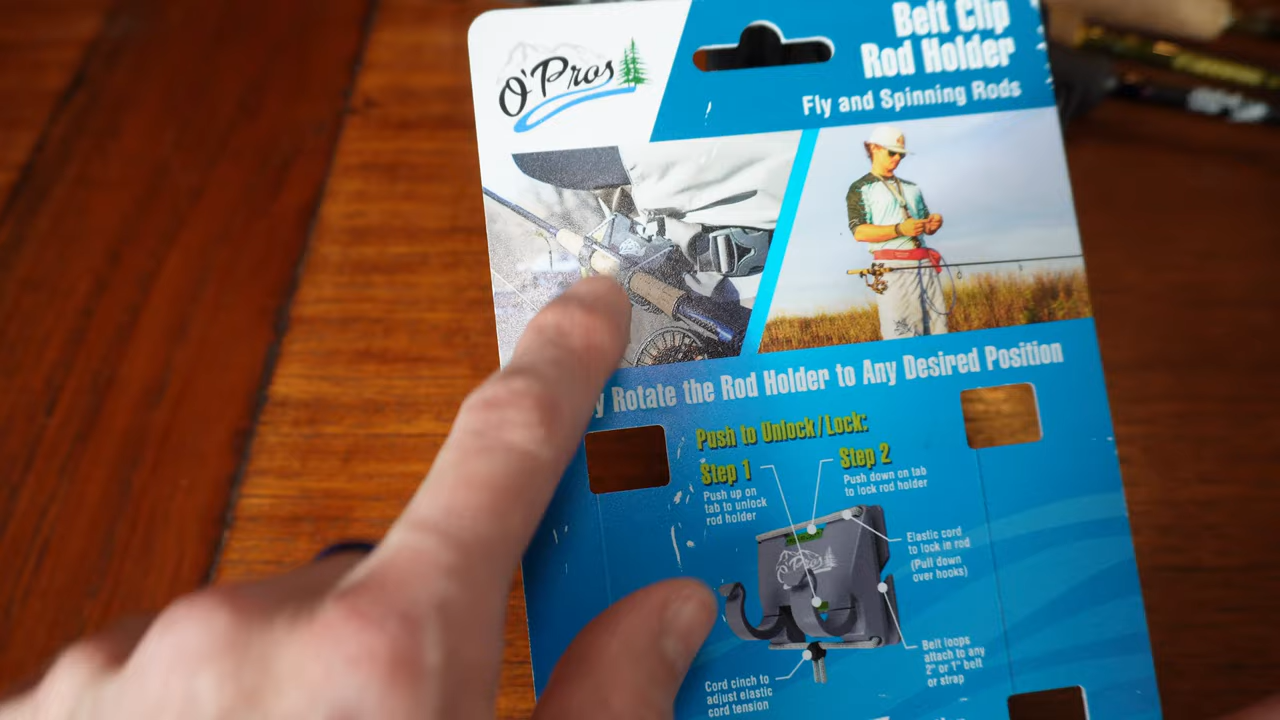 O'Pros
Belt Clip
Rod Holder
Fly and Spinning Rods
Rotate the Rod Holder to Any Desired Position
Push to Unlock/Lock:
Step 1
Push up on
tab to unlock
rod holder
Step 2
Push down on tab
to lock rod holder
O'Pros
Elastic cord
to lock in rod
(Pull down
over hooks)
Belt loops
attach to any
2" or 1" belt
or strap
Cord cinch to
adjust elastic
cord tension